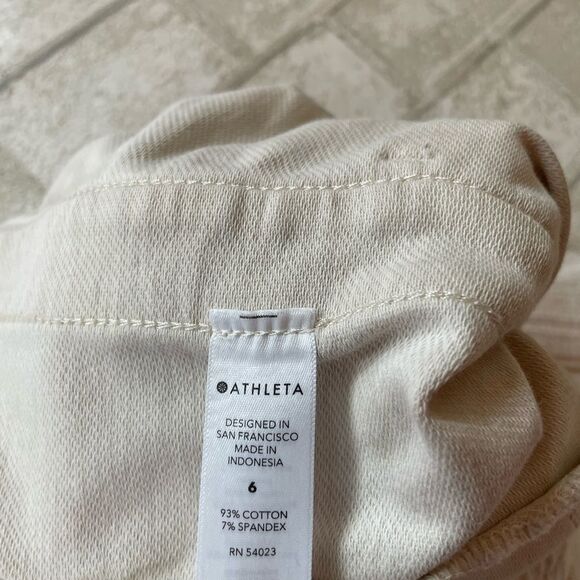 ATHLETA
DESIGNED IN
SAN FRANCISCO
MADE IN
INDONESIA
6
93% COTTON
7% SPANDEX
RN 54023